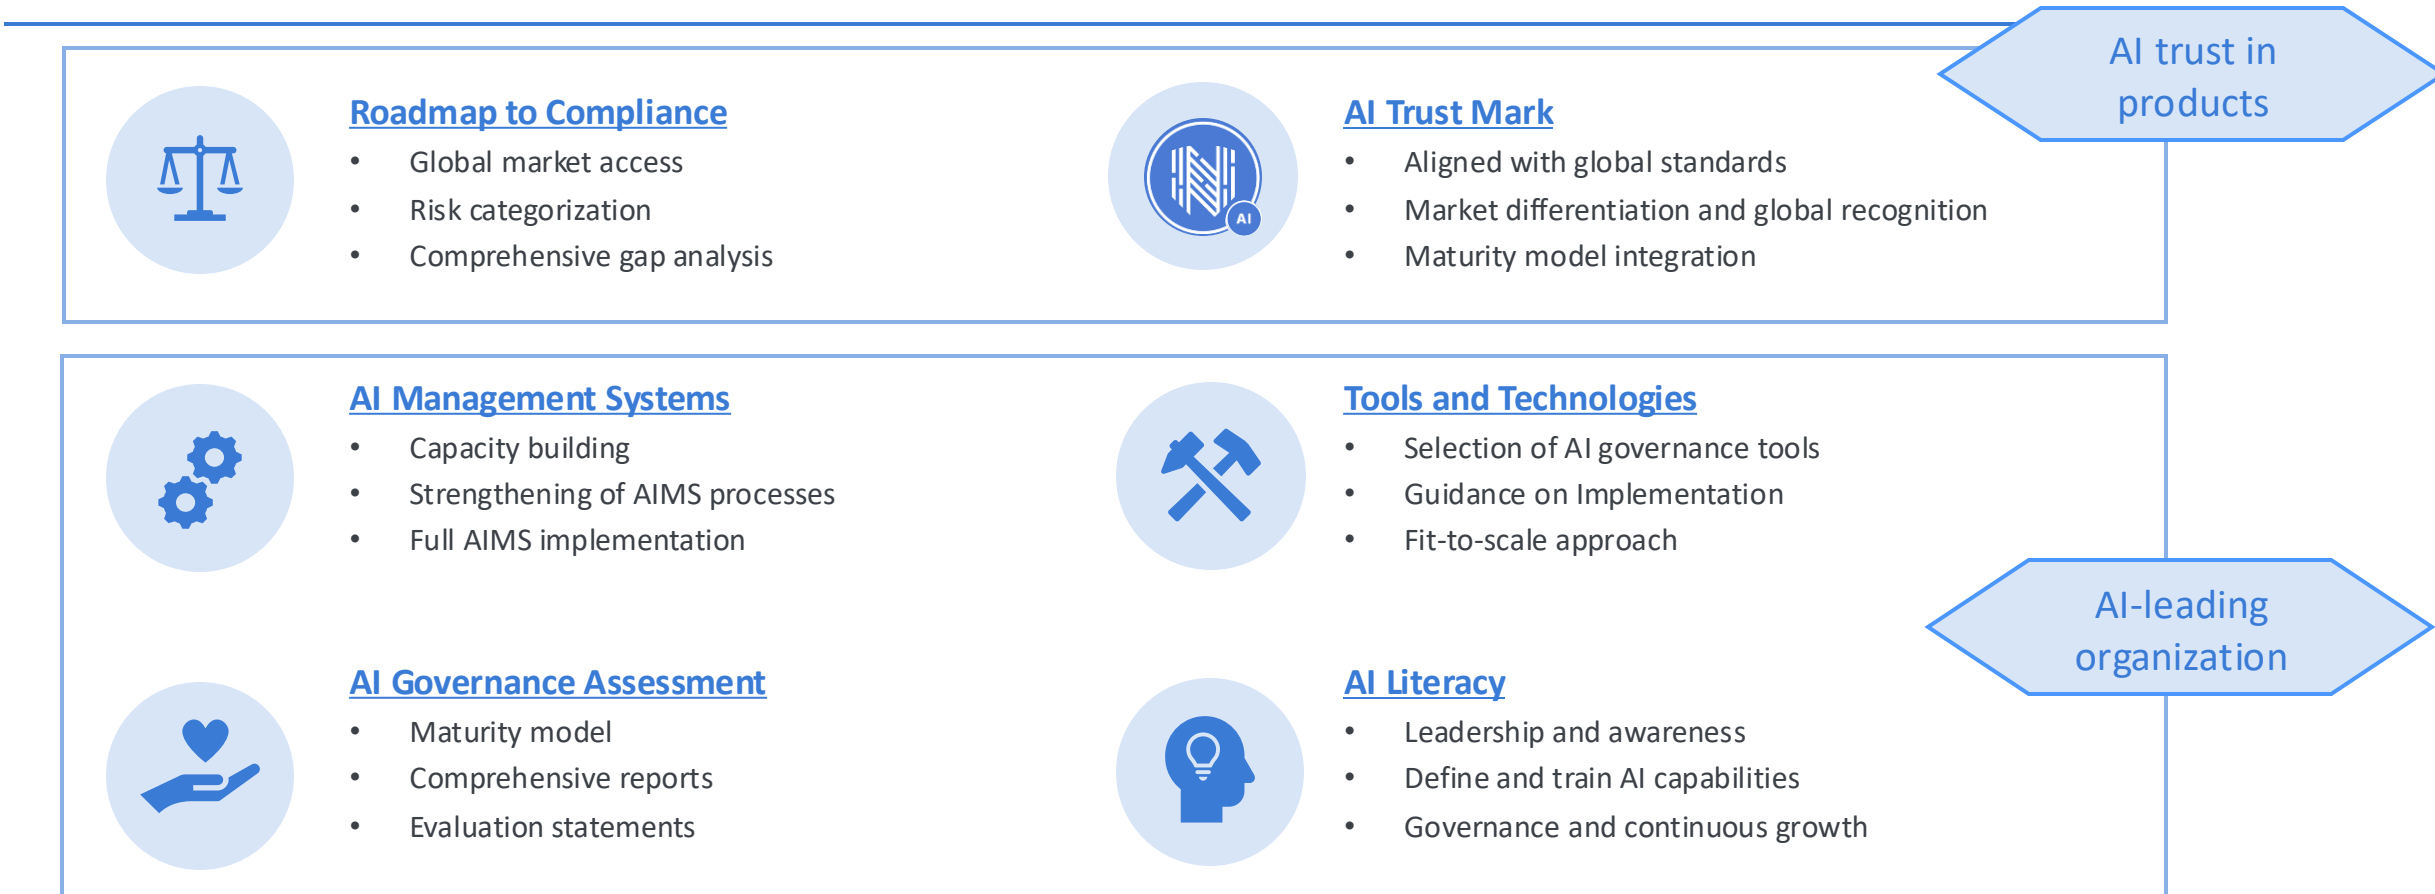 AI trust in
products
Roadmap to Compliance
• Global market access
• Risk categorization
• Comprehensive gap analysis
AI Trust Mark
• Aligned with global standards
• Market differentiation and global recognition
• Maturity model integration
AI
AI Management Systems
• Capacity building
• Strengthening of AIMS processes
• Full AIMS implementation
Tools and Technologies
• Selection of AI governance tools
• Guidance on Implementation
• Fit-to-scale approach
AI-leading
organization
AI Governance Assessment
• Maturity model
• Comprehensive reports
• Evaluation statements
AI Literacy
• Leadership and awareness
• Define and train AI capabilities
• Governance and continuous growth